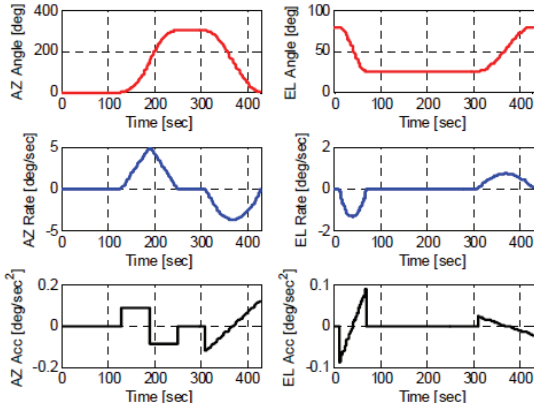 AZ Angle [deg]
400
200
0
0 100 200 300 400
Time [sec]
EL Angle [deg]
100
50
0
0 100 200 300 400
Time [sec]
AZ Rate [deg/sec]
5
0
-5
0 100 200 300 400
Time [sec]
EL Rate [deg/sec]
2
0
-2
0 100 200 300 400
Time [sec]
AZ Acc [deg/sec²]
0.2
0
-0.2
0 100 200 300 400
Time [sec]
EL Acc [deg/sec²]
0.1
0
-0.1
0 100 200 300 400
Time [sec]